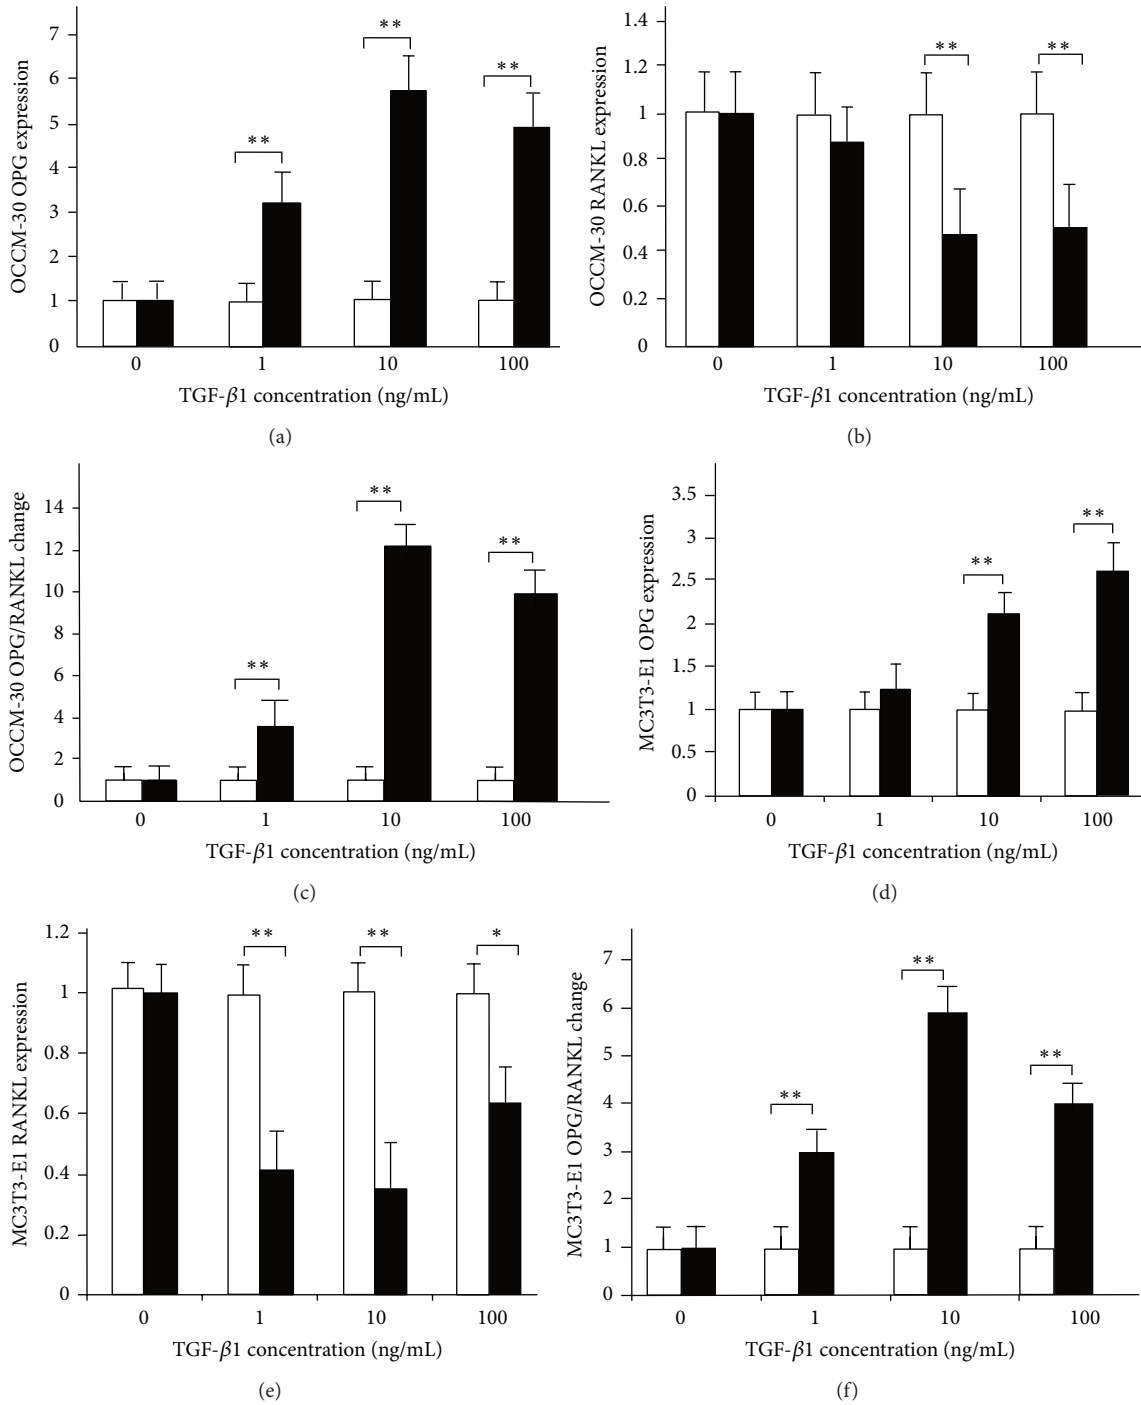 OCCM-30 OPG expression
7
6
5
4
3
2
1
0
**
**
**
0 1 10 100
TGF-β1 concentration (ng/mL)
(a)
OCCM-30 RANKL expression
1.4
1.2
1
0.8
0.6
0.4
0.2
0
**
**
0 1 10 100
TGF-β1 concentration (ng/mL)
(b)
OCCM-30 OPG/RANKL change
14
12
10
8
6
4
2
0
**
**
**
0 1 10 100
TGF-β1 concentration (ng/mL)
(c)
MC3T3-E1 OPG expression
3.5
3
2.5
2
1.5
1
0.5
0
**
**
0 1 10 100
TGF-β1 concentration (ng/mL)
(d)
MC3T3-E1 RANKL expression
1.2
1
0.8
0.6
0.4
0.2
0
**
**
*
0 1 10 100
TGF-β1 concentration (ng/mL)
(e)
MC3T3-E1 OPG/RANKL change
7
6
5
4
3
2
1
0
**
**
**
0 1 10 100
TGF-β1 concentration (ng/mL)
(f)